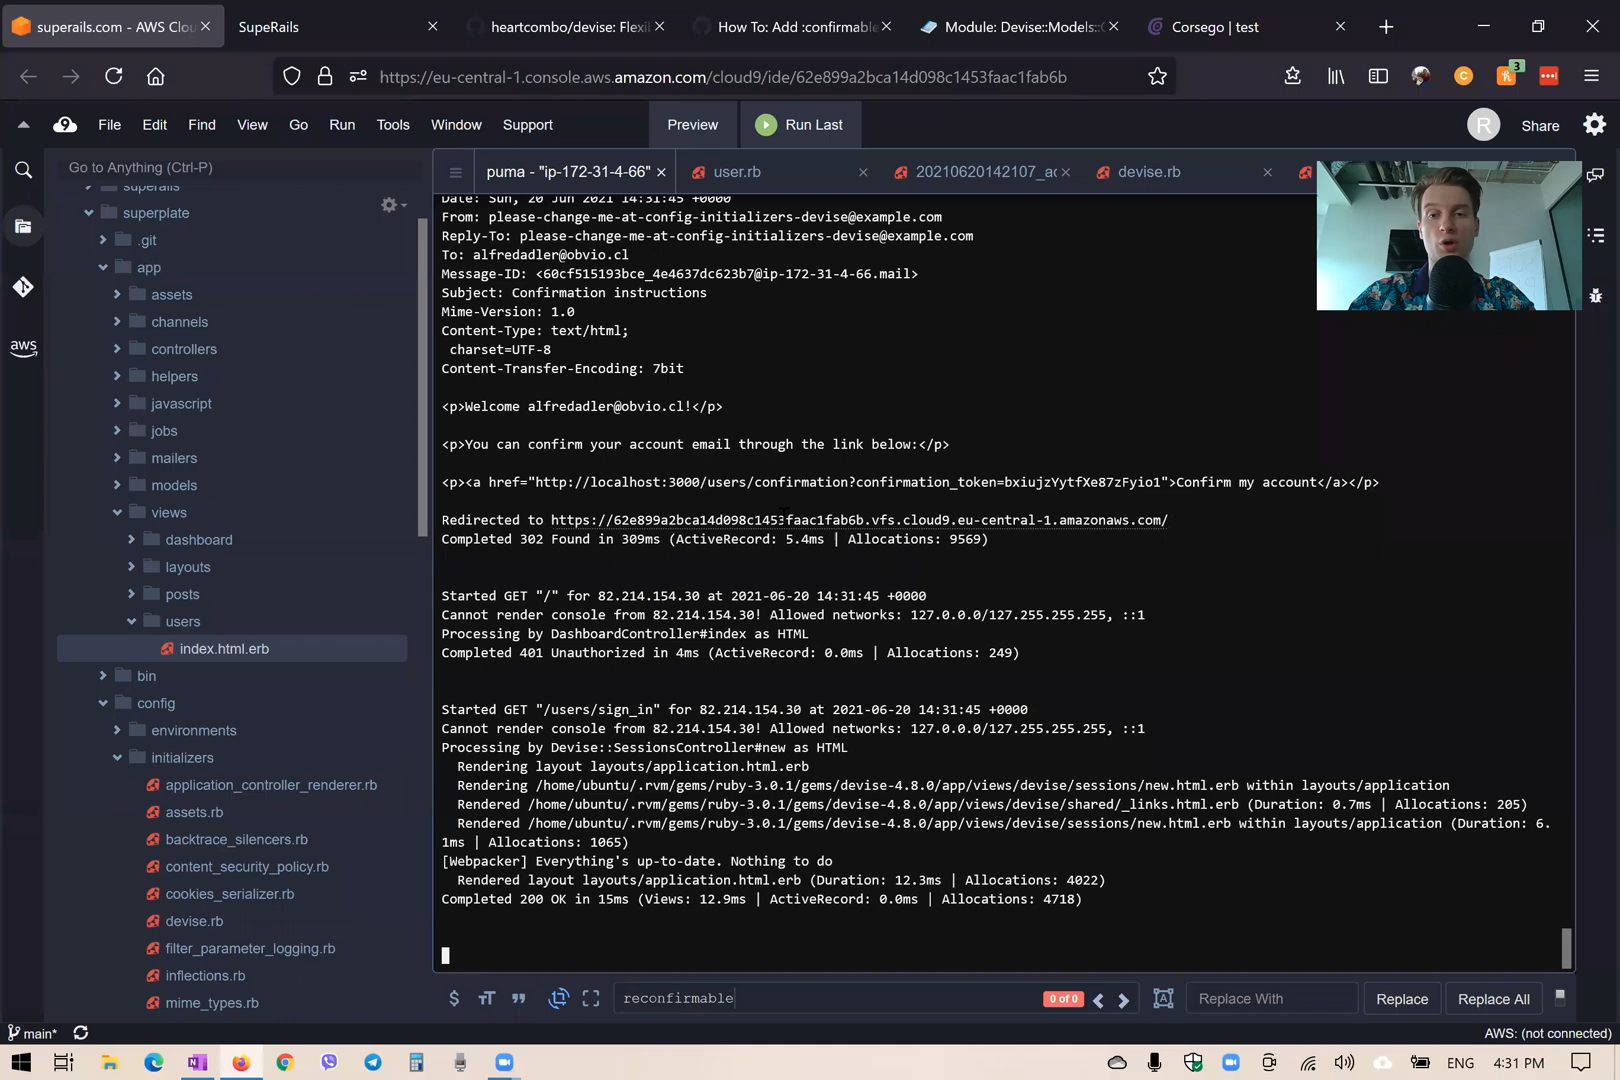 superails.com - AWS Clou
SupeRails
heartcombo/devise: Flexil
How To: Add :confirmable
Module: Devise::Models::C
Corsego | test
https://eu-central-1.console.aws.amazon.com/cloud9/ide/62e899a2bca14d098c1453faac1fab6b
3
9
File Edit Find View Go Run Tools Window Support
Preview
Run Last
R
Share
Go to Anything (Ctrl-P)
puma - "ip-172-31-4-66"
user.rb
20210620142107_ac
devise.rb
aws
superails
superplate
.git
app
assets
channels
controllers
helpers
javascript
jobs
mailers
models
views
dashboard
layouts
posts
users
index.html.erb
bin
config
environments
initializers
application_controller_renderer.rb
assets.rb
backtrace_silencers.rb
content_security_policy.rb
cookies_serializer.rb
devise.rb
filter_parameter_logging.rb
inflections.rb
mime_types.rb
Date: Sun, 20 Jun 2021 14:31:45 +0000
From: please-change-me-at-config-initializers-devise@example.com
Reply-To: please-change-me-at-config-initializers-devise@example.com
To: alfredadler@obvio.cl
Message-ID: <60cf515193bce_4e4637dc623b7@ip-172-31-4-66.mail>
Subject: Confirmation instructions
Mime-Version: 1.0
Content-Type: text/html;
charset=UTF-8
Content-Transfer-Encoding: 7bit
<p>Welcome alfredadler@obvio.cl!</p>
<p>You can confirm your account email through the link below:</p>
<p><a href="http://localhost:3000/users/confirmation?confirmation_token=bxiujzYytfXe87zFyio1">Confirm my account</a></p>
Redirected to https://62e899a2bca14d098c1453faac1fab6b.vfs.cloud9.eu-central-1.amazonaws.com/
Completed 302 Found in 309ms (ActiveRecord: 5.4ms | Allocations: 9569)
Started GET "/" for 82.214.154.30 at 2021-06-20 14:31:45 +0000
Cannot render console from 82.214.154.30! Allowed networks: 127.0.0.0/127.255.255.255, ::1
Processing by DashboardController#index as HTML
Completed 401 Unauthorized in 4ms (ActiveRecord: 0.0ms | Allocations: 249)
Started GET "/users/sign_in" for 82.214.154.30 at 2021-06-20 14:31:45 +0000
Cannot render console from 82.214.154.30! Allowed networks: 127.0.0.0/127.255.255.255, ::1
Processing by Devise::SessionsController#new as HTML
Rendering layout layouts/application.html.erb
Rendering /home/ubuntu/.rvm/gems/ruby-3.0.1/gems/devise-4.8.0/app/views/devise/sessions/new.html.erb within layouts/application
Rendered /home/ubuntu/.rvm/gems/ruby-3.0.1/gems/devise-4.8.0/app/views/devise/shared/_links.html.erb (Duration: 0.7ms | Allocations: 205)
Rendered /home/ubuntu/.rvm/gems/ruby-3.0.1/gems/devise-4.8.0/app/views/devise/sessions/new.html.erb within layouts/application (Duration: 6.
1ms | Allocations: 1065)
[Webpacker] Everything's up-to-date. Nothing to do
Rendered layout layouts/application.html.erb (Duration: 12.3ms | Allocations: 4022)
Completed 200 OK in 15ms (Views: 12.9ms | ActiveRecord: 0.0ms | Allocations: 4718)
reconfirmable
0 of 0
Replace With
Replace
Replace All
main*
AWS: (not connected)
ENG
4:31 PM